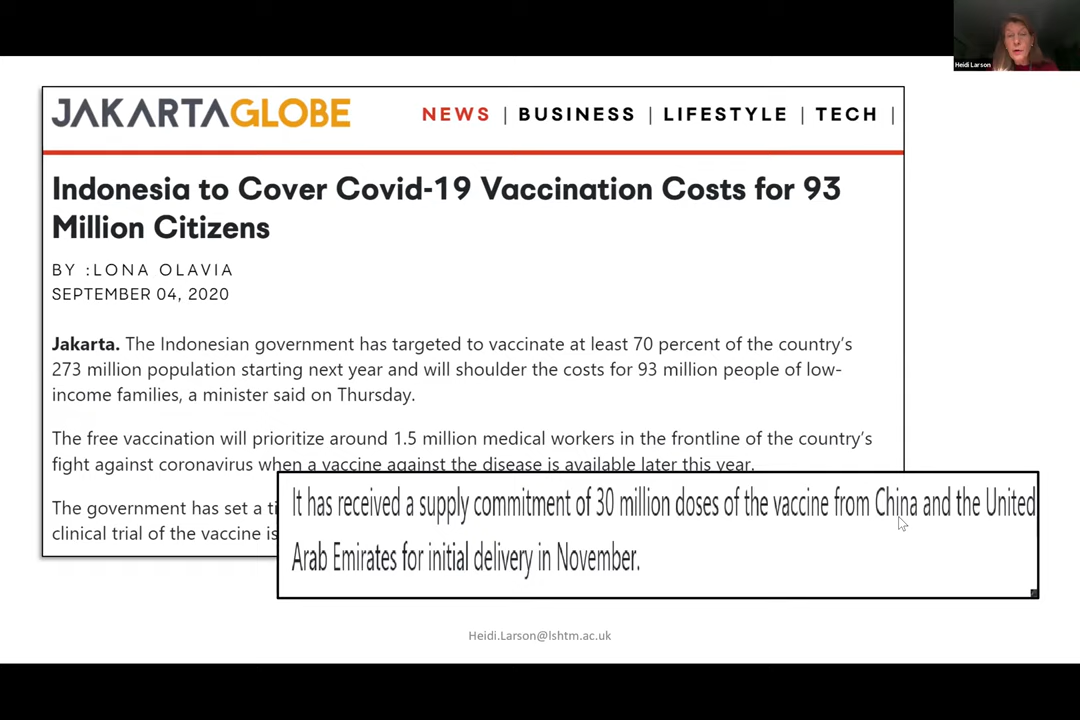 Heidi Larson
JAKARTAGLOBE
NEWS | BUSINESS | LIFESTYLE | TECH |
Indonesia to Cover Covid-19 Vaccination Costs for 93
Million Citizens
BY :LONA OLAVIA
SEPTEMBER 04, 2020
Jakarta. The Indonesian government has targeted to vaccinate at least 70 percent of the country's
273 million population starting next year and will shoulder the costs for 93 million people of low-
income families, a minister said on Thursday.
The free vaccination will prioritize around 1.5 million medical workers in the frontline of the country's
fight against coronavirus when a vaccine against the disease is available later this year.
The government has set a ti
clinical trial of the vaccine is
It has received a supply commitment of 30 million doses of the vaccine from China and the United
Arab Emirates for initial delivery in November.
Heidi.Larson@lshtm.ac.uk